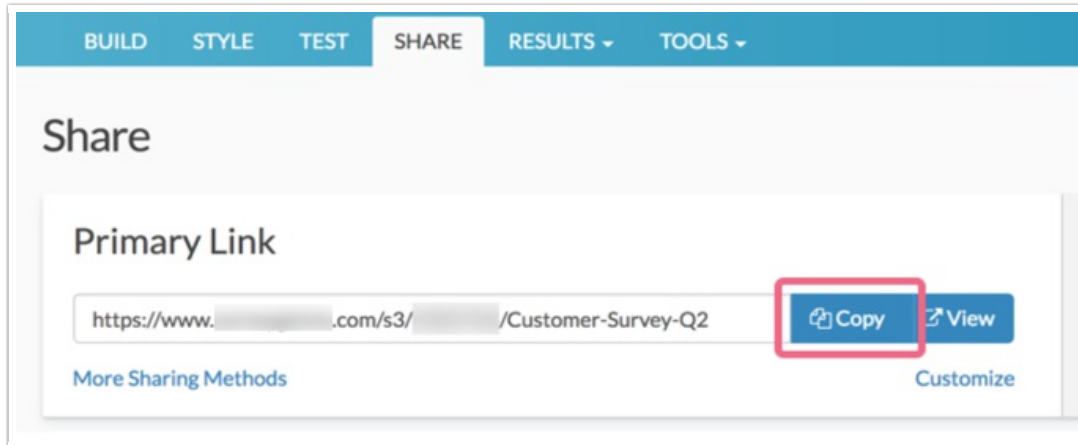 BUILD STYLE TEST SHARE RESULTS TOOLS
Share
Primary Link
https://www. .com/s3/ /Customer-Survey-Q2 Copy View
More Sharing Methods Customize